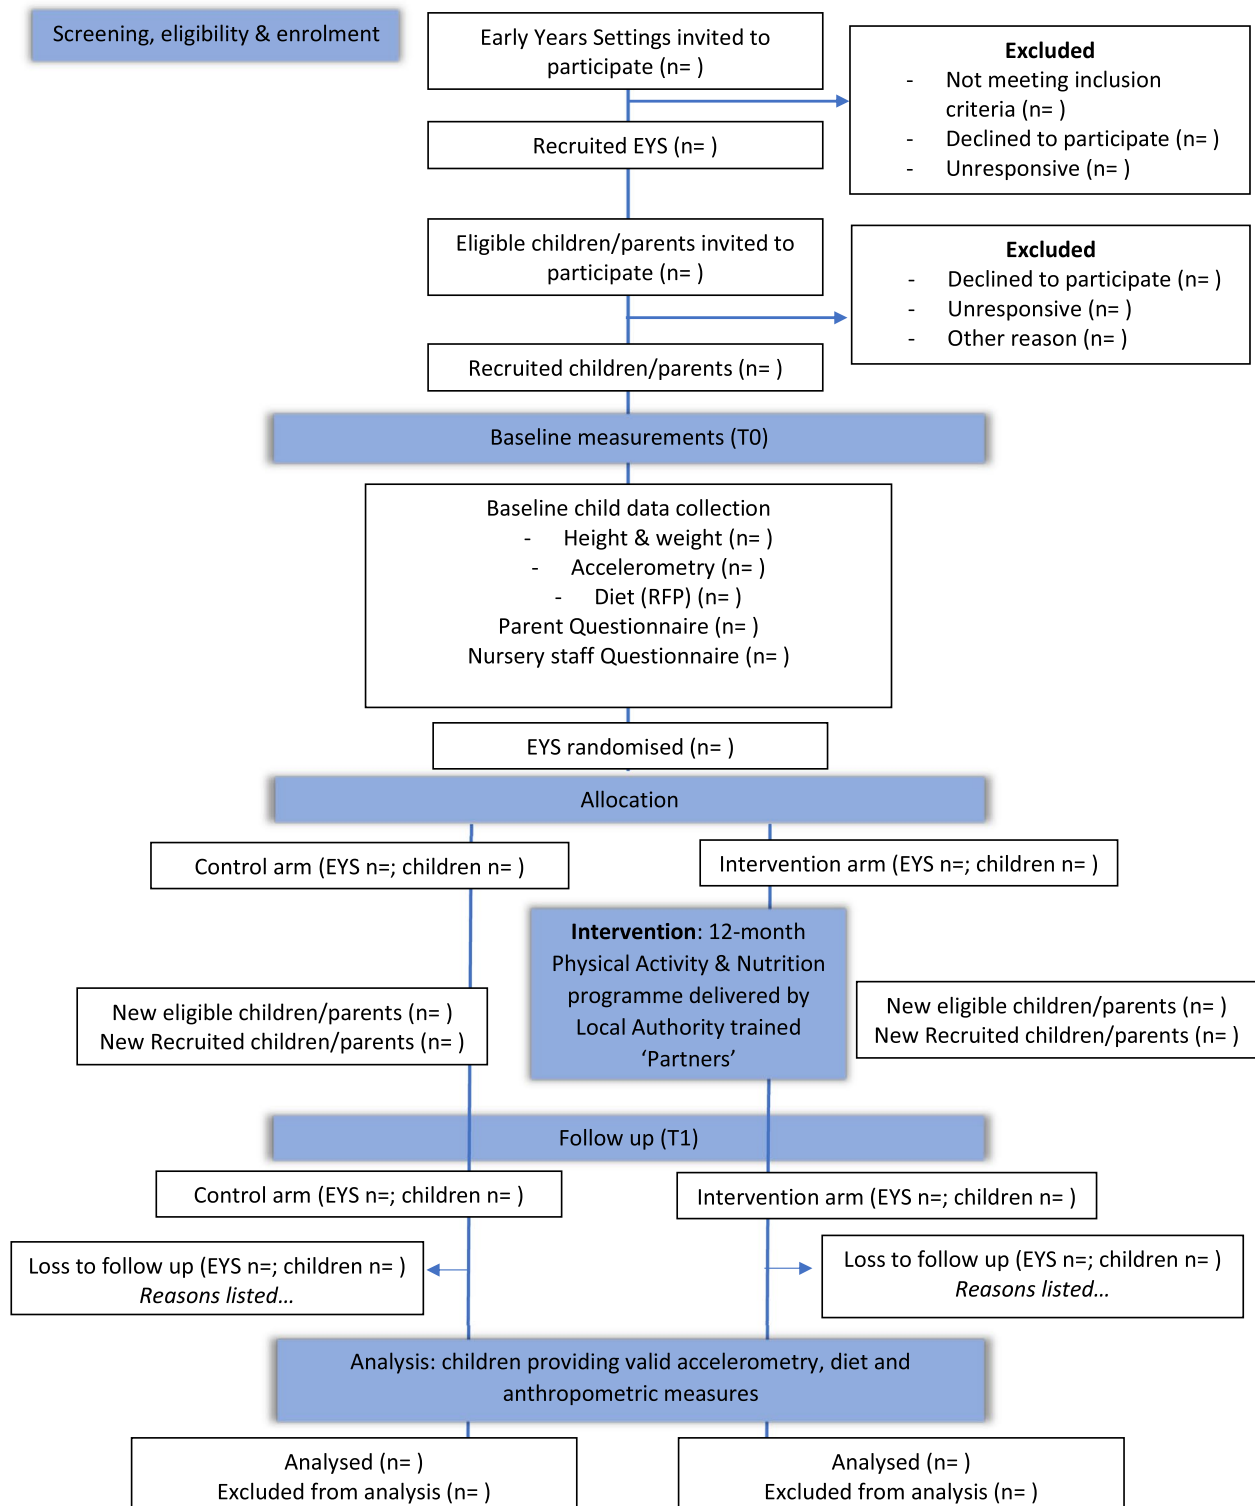 Screening, eligibility & enrolment
Early Years Settings invited to
participate (n= )
Excluded
- Not meeting inclusion
criteria (n= )
- Declined to participate (n= )
- Unresponsive (n= )
Recruited EYS (n= )
Eligible children/parents invited to
participate (n= )
Excluded
- Declined to participate (n= )
- Unresponsive (n= )
- Other reason (n= )
Recruited children/parents (n= )
Baseline measurements (T0)
Baseline child data collection
- Height & weight (n= )
- Accelerometry (n= )
- Diet (RFP) (n= )
Parent Questionnaire (n= )
Nursery staff Questionnaire (n= )
EYS randomised (n= )
Allocation
Control arm (EYS n=; children n= )
Intervention arm (EYS n=; children n= )
Intervention: 12-month
Physical Activity & Nutrition
programme delivered by
Local Authority trained
‘Partners’
New eligible children/parents (n= )
New Recruited children/parents (n= )
New eligible children/parents (n= )
New Recruited children/parents (n= )
Follow up (T1)
Control arm (EYS n=; children n= )
Intervention arm (EYS n=; children n= )
Loss to follow up (EYS n=; children n= )
Reasons listed…
Loss to follow up (EYS n=; children n= )
Reasons listed…
Analysis: children providing valid accelerometry, diet and
anthropometric measures
Analysed (n= )
Excluded from analysis (n= )
Analysed (n= )
Excluded from analysis (n= )